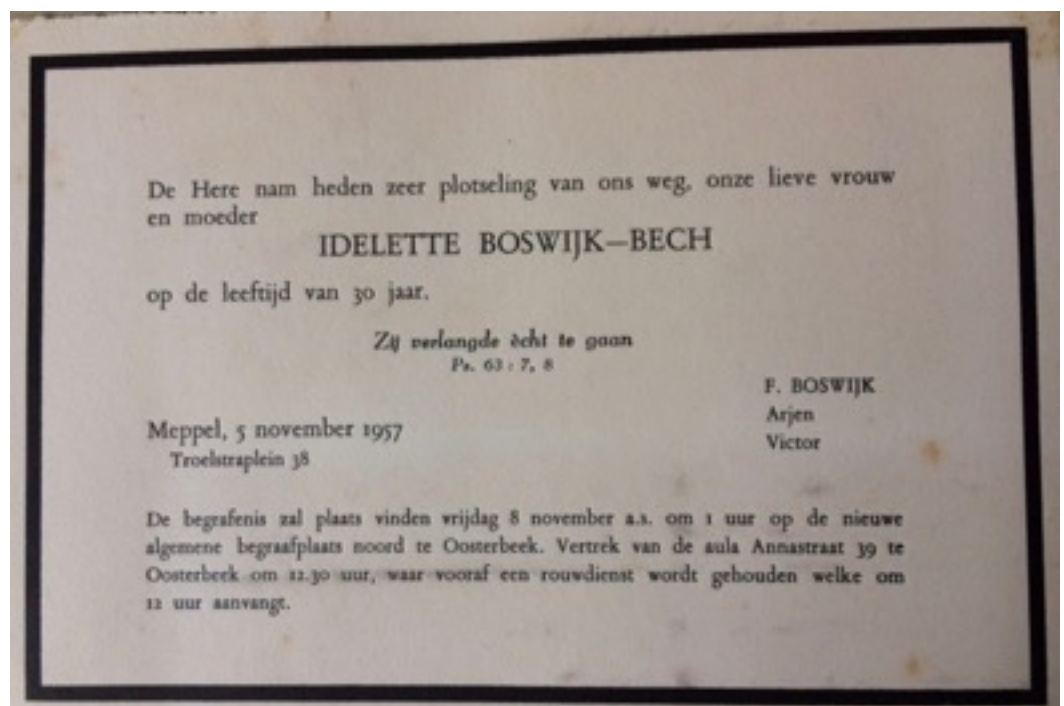 De Here nam heden zeer plotseling van ons weg, onze lieve vrouw
en moeder
IDELETTE BOSWIJK—BECH
op de leeftijd van 30 jaar.
Zij verlangde ècht te gaan
Ps. 63 : 7, 8
F. BOSWIJK
Arjen
Victor
Meppel, 5 november 1957
Troelstraplein 38
De begrafenis zal plaats vinden vrijdag 8 november a.s. om 1 uur op de nieuwe
algemene begraafplaats noord te Oosterbeek. Vertrek van de aula Annastraat 39 te
Oosterbeek om 12.30 uur, waar vooraf een rouwdienst wordt gehouden welke om
12 uur aanvangt.